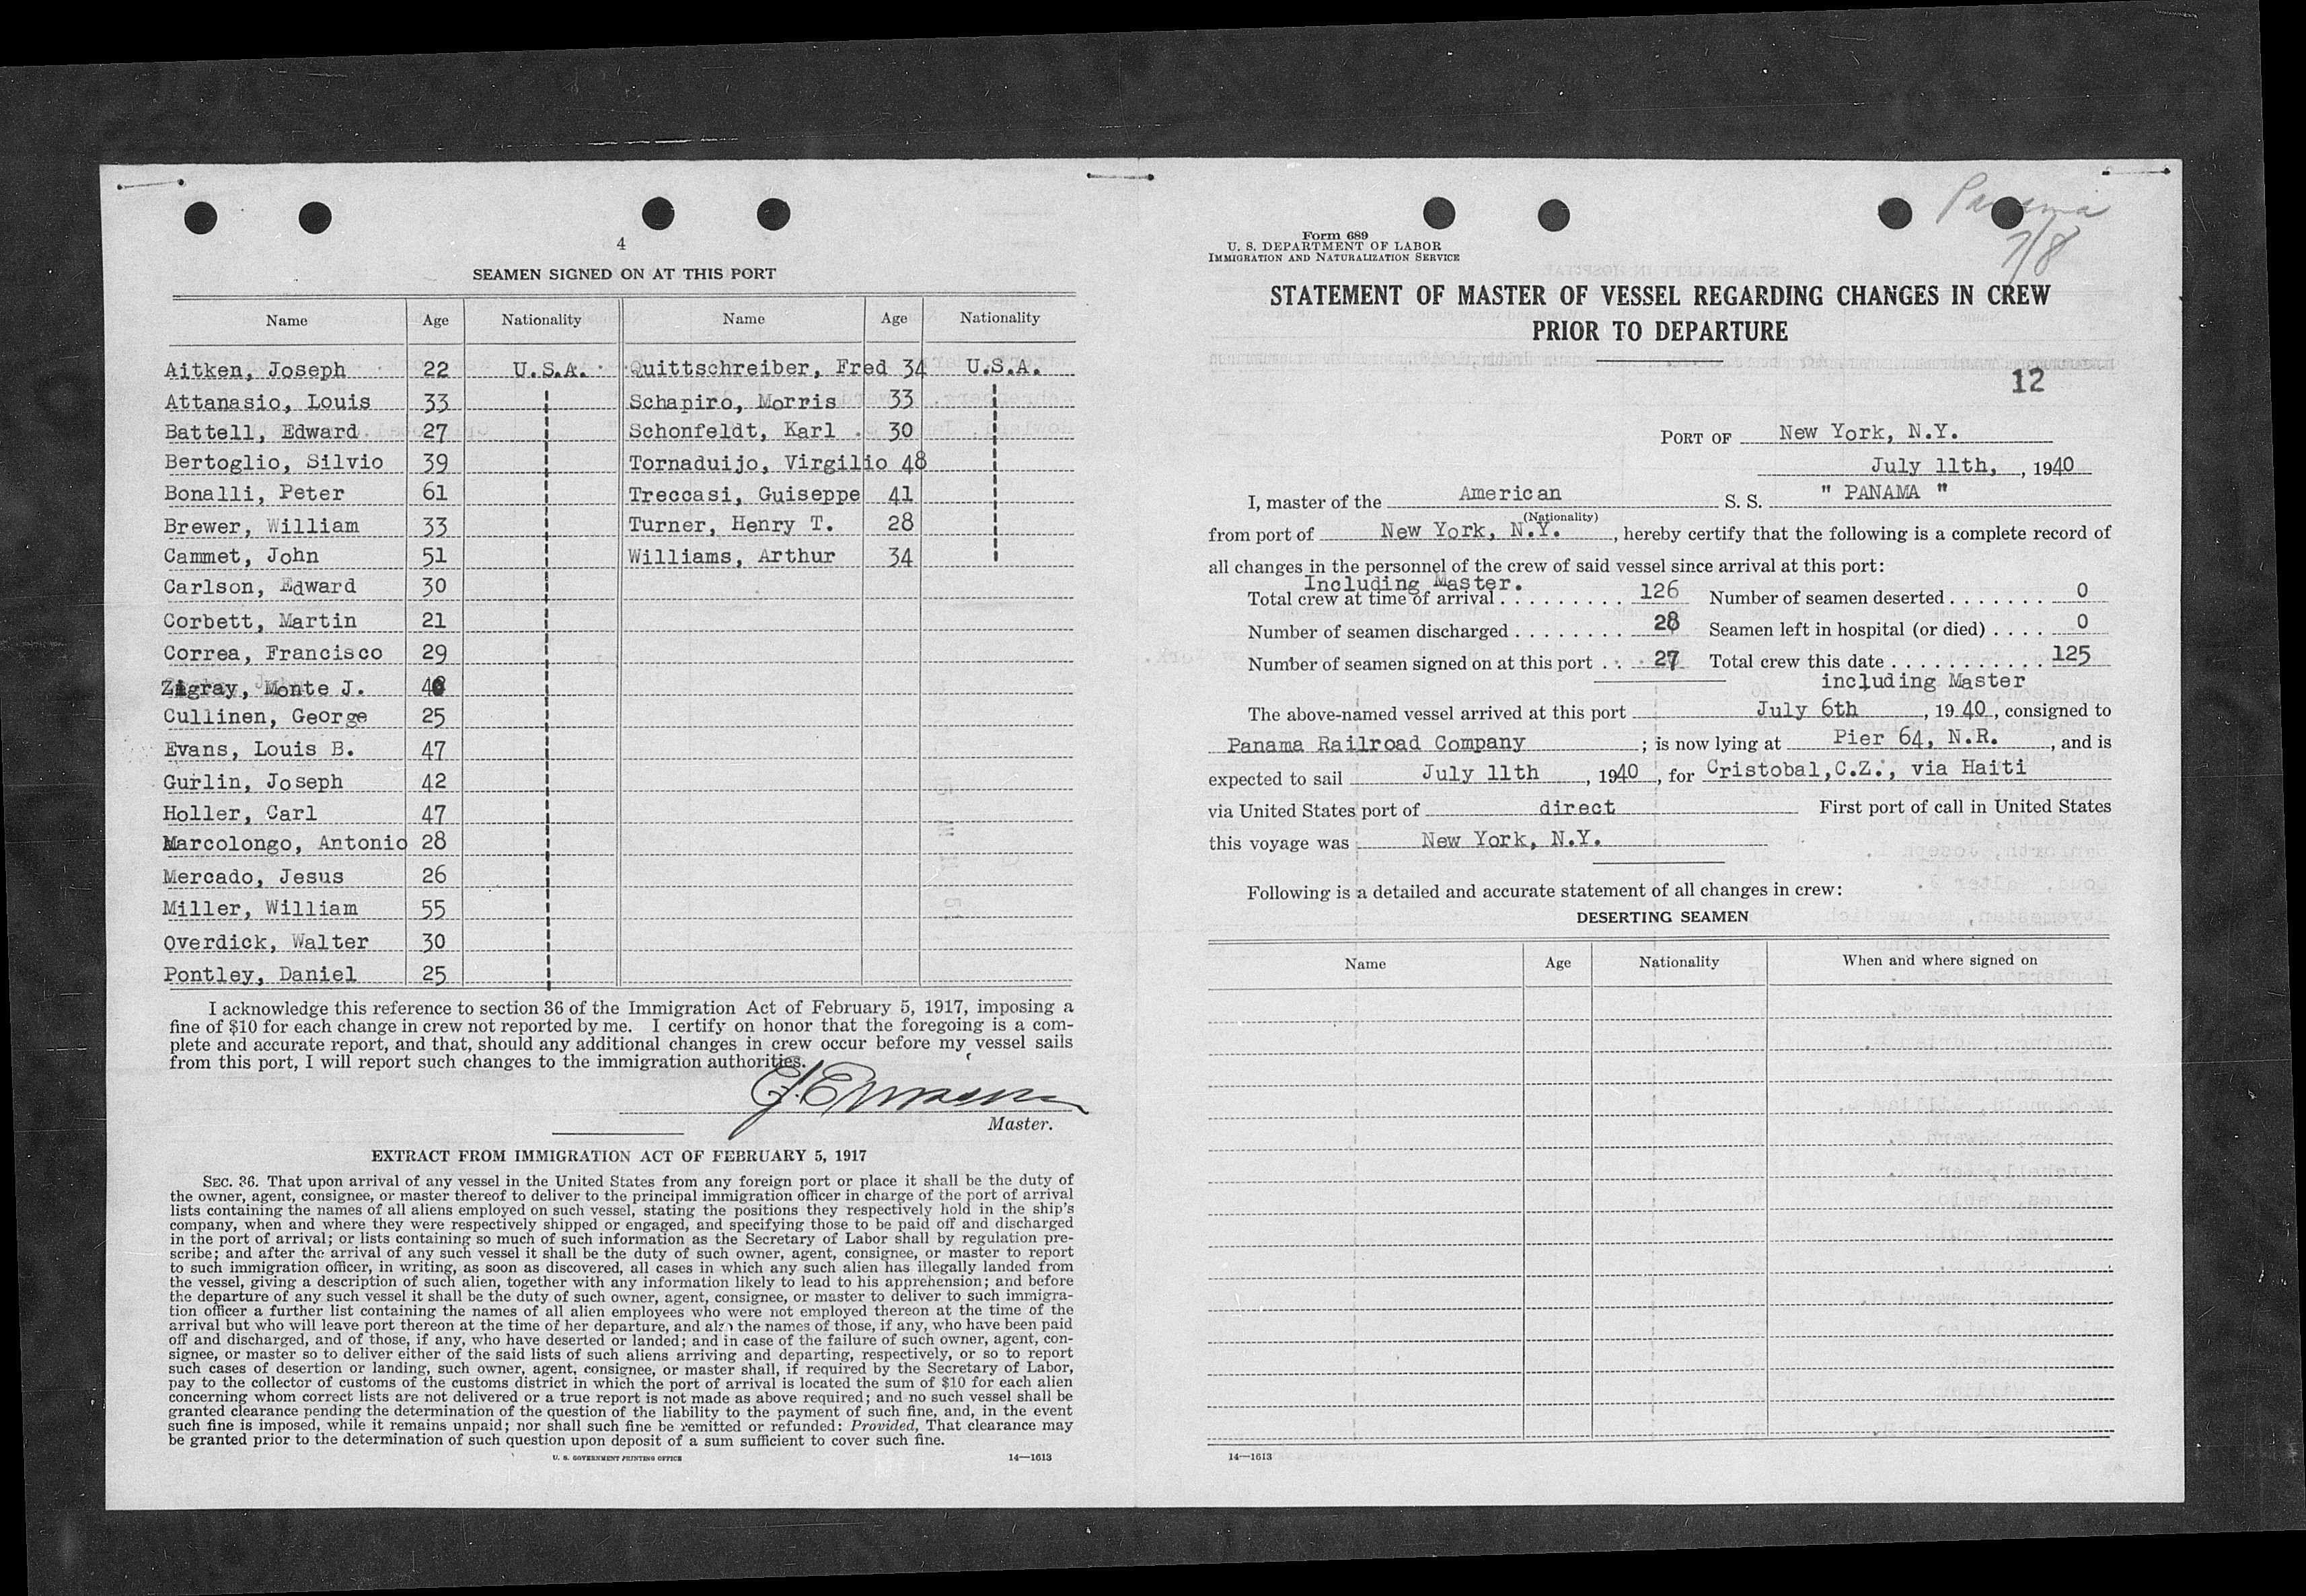 4
SEAMEN SIGNED ON AT THIS PORT
Name Age Nationality Name Age Nationality
Aitken, Joseph 22 U.S.A. Quittschreiber, Fred 34 U.S.A.
Attanasio, Louis 33 Schapiro, Morris 33
Battell, Edward 27 Schonfeldt, Karl 30
Bertoglio, Silvio 39 Tornaduijo, Virgilio 48
Bonalli, Peter 61 Treccasi, Guiseppe 41
Brewer, William 33 Turner, Henry T. 28
Cammet, John 51 Williams, Arthur 34
Carlson, Edward 30
Corbett, Martin 21
Correa, Francisco 29
Zigray, Monte J.
Cullinen, George 25
Evans, Louis B. 47
Gurlin, Joseph 42
Holler, Carl 47
Marcolongo, Antonio 28
Mercado, Jesus 26
Miller, William 55
Overdick, Walter 30
Pontley, Daniel 25
I acknowledge this reference to section 36 of the Immigration Act of February 5, 1917, imposing a
fine of $10 for each change in crew not reported by me. I certify on honor that the foregoing is a com-
plete and accurate report, and that, should any additional changes in crew occur before my vessel sails
from this port, I will report such changes to the immigration authorities.
Master.
EXTRACT FROM IMMIGRATION ACT OF FEBRUARY 5, 1917
SEC. 36. That upon arrival of any vessel in the United States from any foreign port or place it shall be the duty of
the owner, agent, consignee, or master thereof to deliver to the principal immigration officer in charge of the port of arrival
lists containing the names of all aliens employed on such vessel, stating the positions they respectively hold in the ship's
company, when and where they were respectively shipped or engaged, and specifying those to be paid off and discharged
in the port of arrival; or lists containing so much of such information as the Secretary of Labor shall by regulation pre-
scribe; and after the arrival of any such vessel it shall be the duty of such owner, agent, consignee, or master to report
to such immigration officer, in writing, as soon as discovered, all cases in which any such alien has illegally landed from
the vessel, giving a description of such alien, together with any information likely to lead to his apprehension; and before
the departure of any such vessel it shall be the duty of such owner, agent, consignee, or master to deliver to such immigra-
tion officer a further list containing the names of all alien employees who were not employed thereon at the time of the
arrival but who will leave port thereon at the time of her departure, and also the names of those, if any, who have been paid
off and discharged, and of those, if any, who have deserted or landed; and in case of the failure of such owner, agent, con-
signee, or master so to deliver either of the said lists of such aliens arriving and departing, respectively, or so to report
such cases of desertion or landing, such owner, agent, consignee, or master shall, if required by the Secretary of Labor,
pay to the collector of customs of the customs district in which the port of arrival is located the sum of $10 for each alien
concerning whom correct lists are not delivered or a true report is not made as above required; and no such vessel shall be
granted clearance pending the determination of the question of the liability to the payment of such fine, and, in the event
such fine is imposed, while it remains unpaid; nor shall such fine be remitted or refunded: Provided, That clearance may
be granted prior to the determination of such question upon deposit of a sum sufficient to cover such fine.
U. S. GOVERNMENT PRINTING OFFICE 14—1613
Panama
7/8
Form 689
U. S. DEPARTMENT OF LABOR
IMMIGRATION AND NATURALIZATION SERVICE
STATEMENT OF MASTER OF VESSEL REGARDING CHANGES IN CREW
PRIOR TO DEPARTURE
12
PORT OF New York, N.Y.
July 11th, , 1940
I, master of the American S. S. " PANAMA "
(Nationality)
from port of New York, N.Y. , hereby certify that the following is a complete record of
all changes in the personnel of the crew of said vessel since arrival at this port:
Including Master.
Total crew at time of arrival . . . . . . . . . 126 Number of seamen deserted . . . . . . . 0
Number of seamen discharged . . . . . . . . 28 Seamen left in hospital (or died) . . . . 0
Number of seamen signed on at this port . . 27 Total crew this date . . . . . . . . . . . 125
including Master
The above-named vessel arrived at this port July 6th , 1940 , consigned to
Panama Railroad Company ; is now lying at Pier 64, N.R. , and is
expected to sail July 11th , 1940 , for Cristobal,C.Z., via Haiti
via United States port of direct First port of call in United States
this voyage was New York, N.Y.
Following is a detailed and accurate statement of all changes in crew:
DESERTING SEAMEN
Name Age Nationality When and where signed on
14—1613